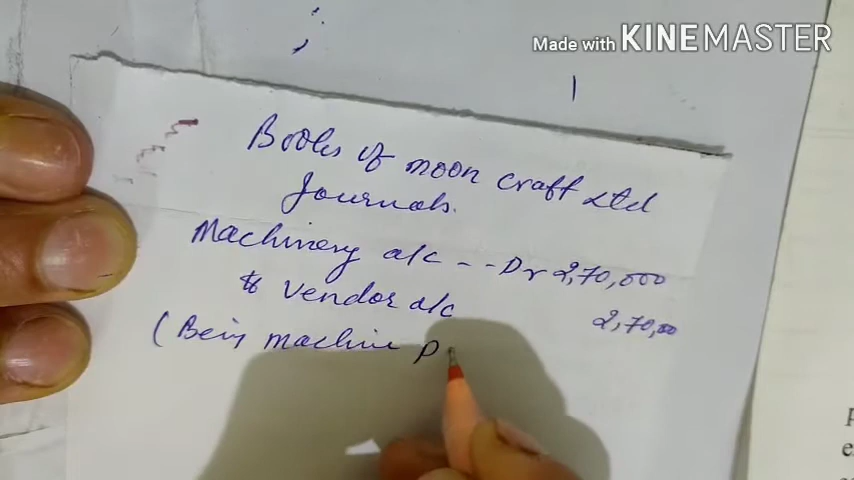 Made with KINEMASTER
Books of moon craft Ltd
Journals.
Machinery a/c -- Dr 2,70,000
to Vendor a/c
2,70,00
(Being machine p